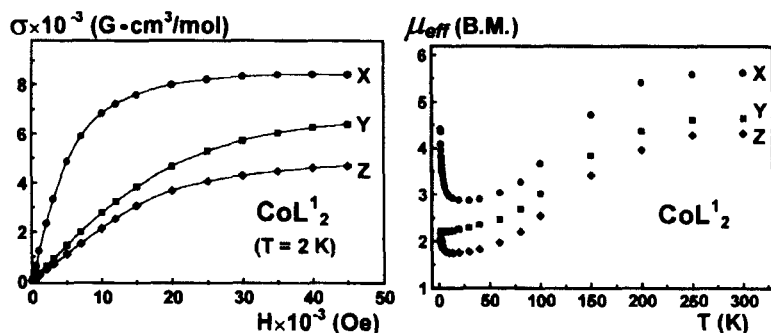 σ×10⁻³ (G·cm³/mol)
8
6
4
2
0
X
Y
Z
CoL¹₂
(T = 2 K)
0 10 20 30 40 50
H×10⁻³ (Oe)
μeff (B.M.)
6
5
4
3
2
1
X
Y
Z
CoL¹₂
0 50 100 150 200 250 300
T (K)